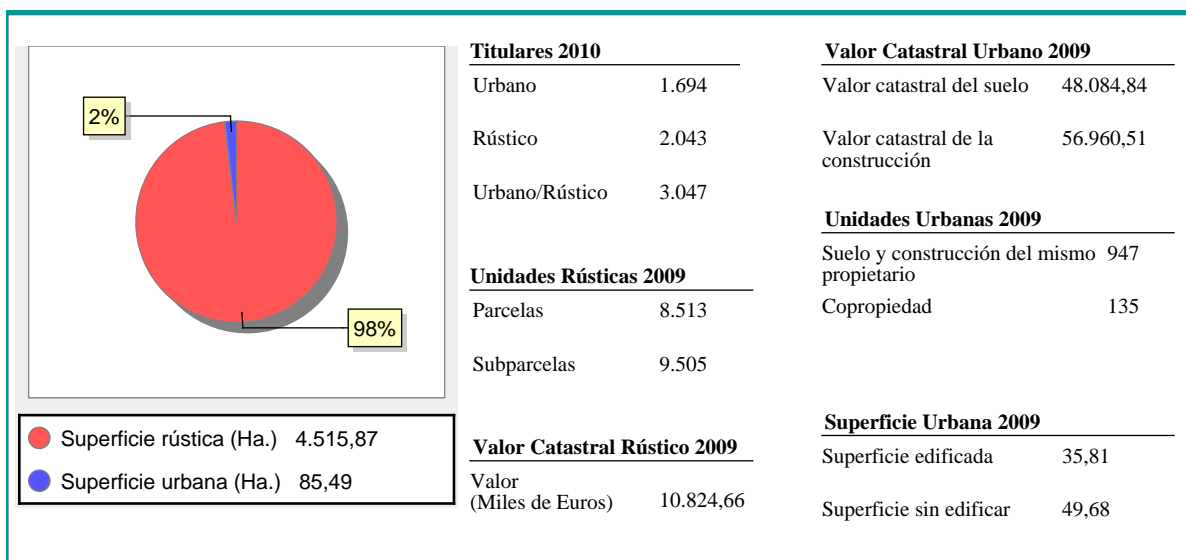 2%
98%
Superficie rústica (Ha.) 4.515,87
Superficie urbana (Ha.) 85,49
Titulares 2010
Urbano 1.694
Rústico 2.043
Urbano/Rústico 3.047
Unidades Rústicas 2009
Parcelas 8.513
Subparcelas 9.505
Valor Catastral Rústico 2009
Valor
(Miles de Euros) 10.824,66
Valor Catastral Urbano 2009
Valor catastral del suelo 48.084,84
Valor catastral de la 56.960,51
construcción
Unidades Urbanas 2009
Suelo y construcción del mismo 947
propietario
Copropiedad 135
Superficie Urbana 2009
Superficie edificada 35,81
Superficie sin edificar 49,68